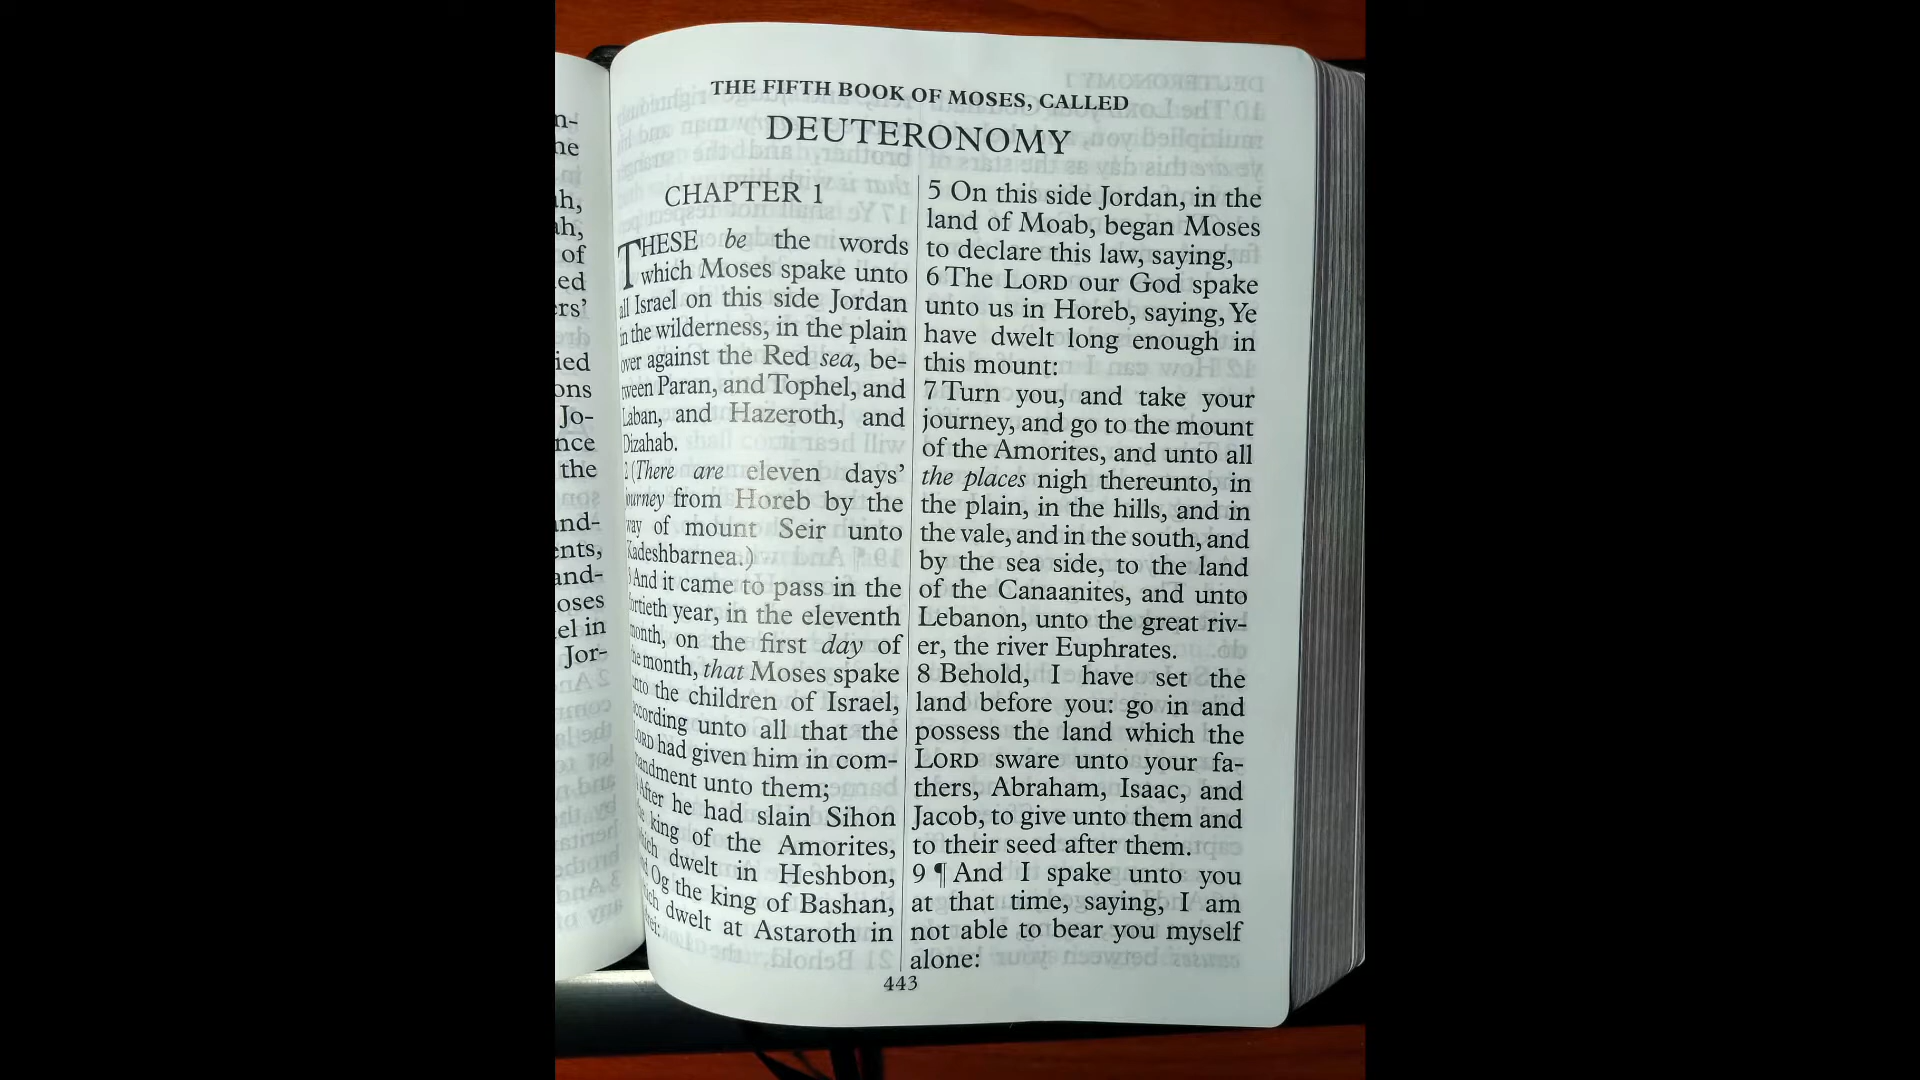 THE FIFTH BOOK OF MOSES, CALLED
DEUTERONOMY
CHAPTER 1
THESE be the words
which Moses spake unto
all Israel on this side Jordan
in the wilderness, in the plain
over against the Red sea, be-
tween Paran, and Tophel, and
Laban, and Hazeroth, and
Dizahab.
2 (There are eleven days'
journey from Horeb by the
way of mount Seir unto
Kadeshbarnea.)
And it came to pass in the
fortieth year, in the eleventh
month, on the first day of
the month, that Moses spake
unto the children of Israel,
according unto all that the
LORD had given him in com-
mandment unto them;
After he had slain Sihon
king of the Amorites,
dwelt in Heshbon,
Og the king of Bashan,
dwelt at Astaroth in
5 On this side Jordan, in the
land of Moab, began Moses
to declare this law, saying,
6 The LORD our God spake
unto us in Horeb, saying, Ye
have dwelt long enough in
this mount:
7 Turn you, and take your
journey, and go to the mount
of the Amorites, and unto all
the places nigh thereunto, in
the plain, in the hills, and in
the vale, and in the south, and
by the sea side, to the land
of the Canaanites, and unto
Lebanon, unto the great riv-
er, the river Euphrates.
8 Behold, I have set the
land before you: go in and
possess the land which the
LORD sware unto your fa-
thers, Abraham, Isaac, and
Jacob, to give unto them and
to their seed after them.
9 ¶ And I spake unto you
at that time, saying, I am
not able to bear you myself
alone:
443